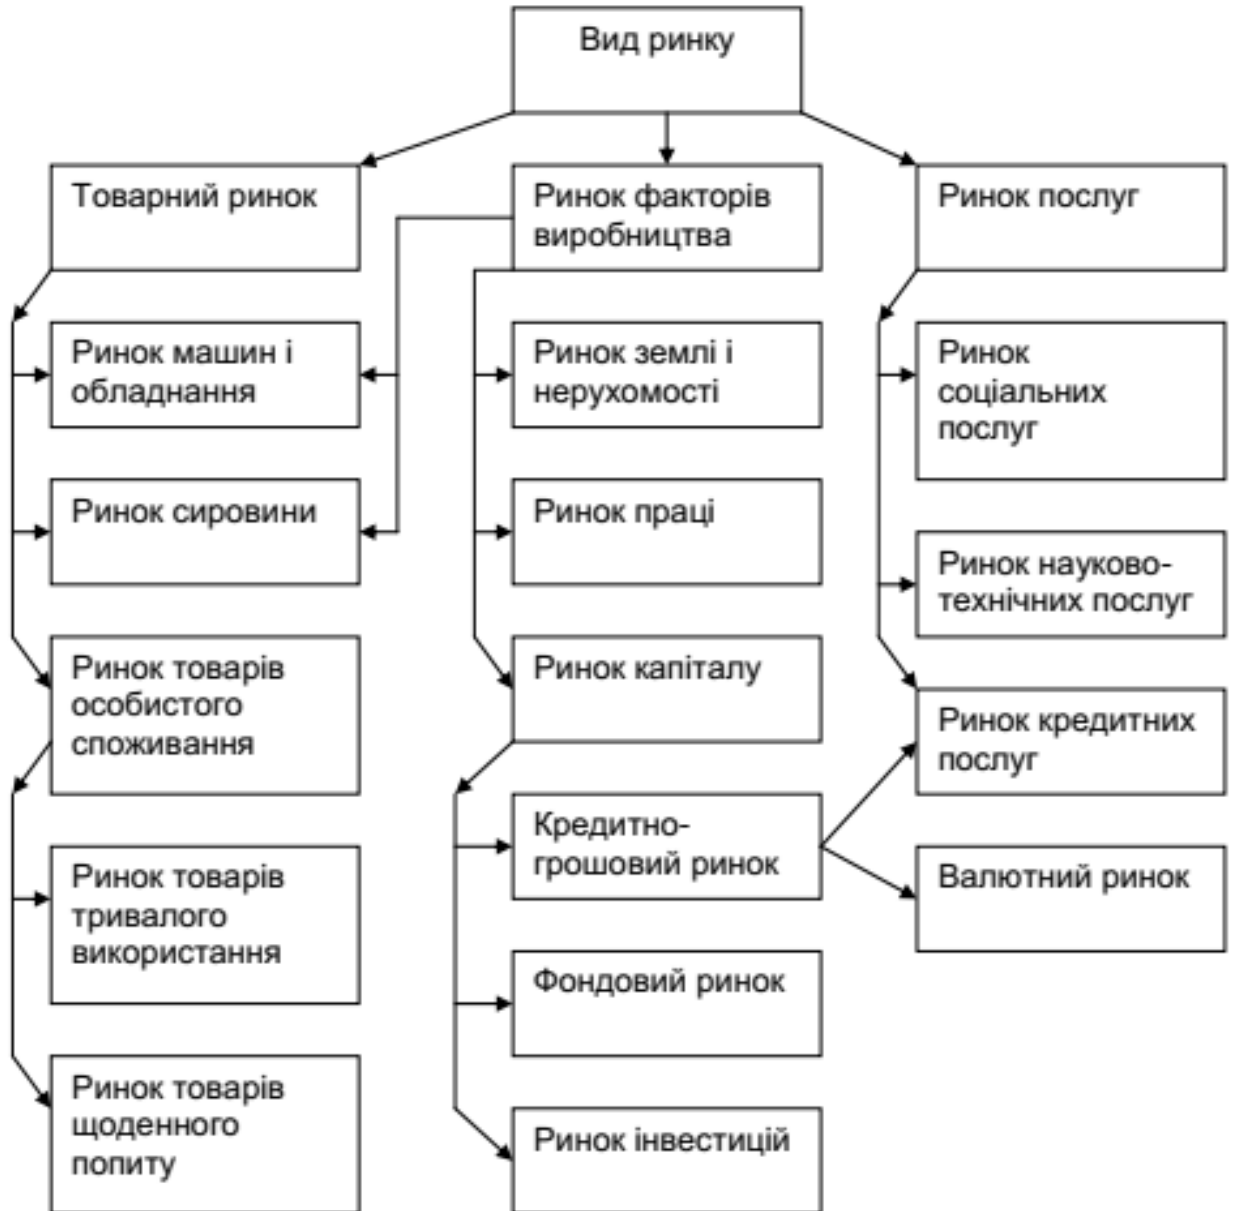 Вид ринку
Товарний ринок
Ринок факторів
виробництва
Ринок послуг
Ринок машин і
обладнання
Ринок землі і
нерухомості
Ринок
соціальних
послуг
Ринок сировини
Ринок праці
Ринок науково-
технічних послуг
Ринок товарів
особистого
споживання
Ринок капіталу
Ринок кредитних
послуг
Кредитно-
грошовий ринок
Валютний ринок
Ринок товарів
тривалого
використання
Фондовий ринок
Ринок товарів
щоденного
попиту
Ринок інвестицій